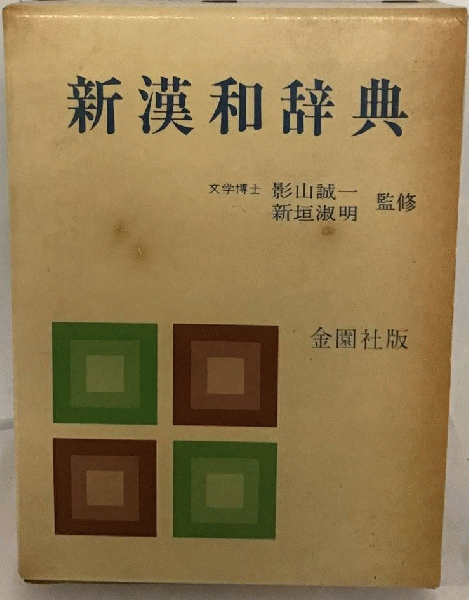 新漢和辞典
文学博士 影山誠一
新垣淑明 監修
金園社版